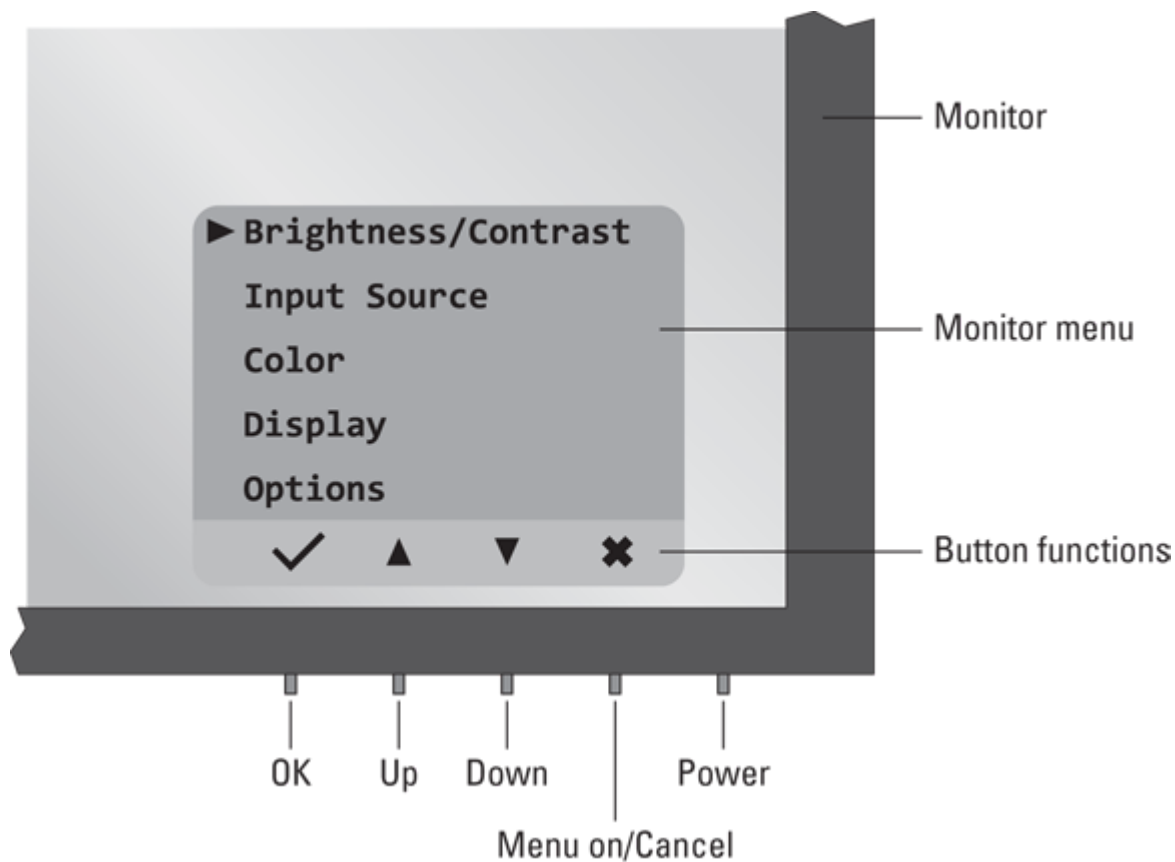 Monitor
▶ Brightness/Contrast
Input Source
Monitor menu
Color
Display
Options
✓ ▲ ▼ ✖
Button functions
OK Up Down Power
Menu on/Cancel